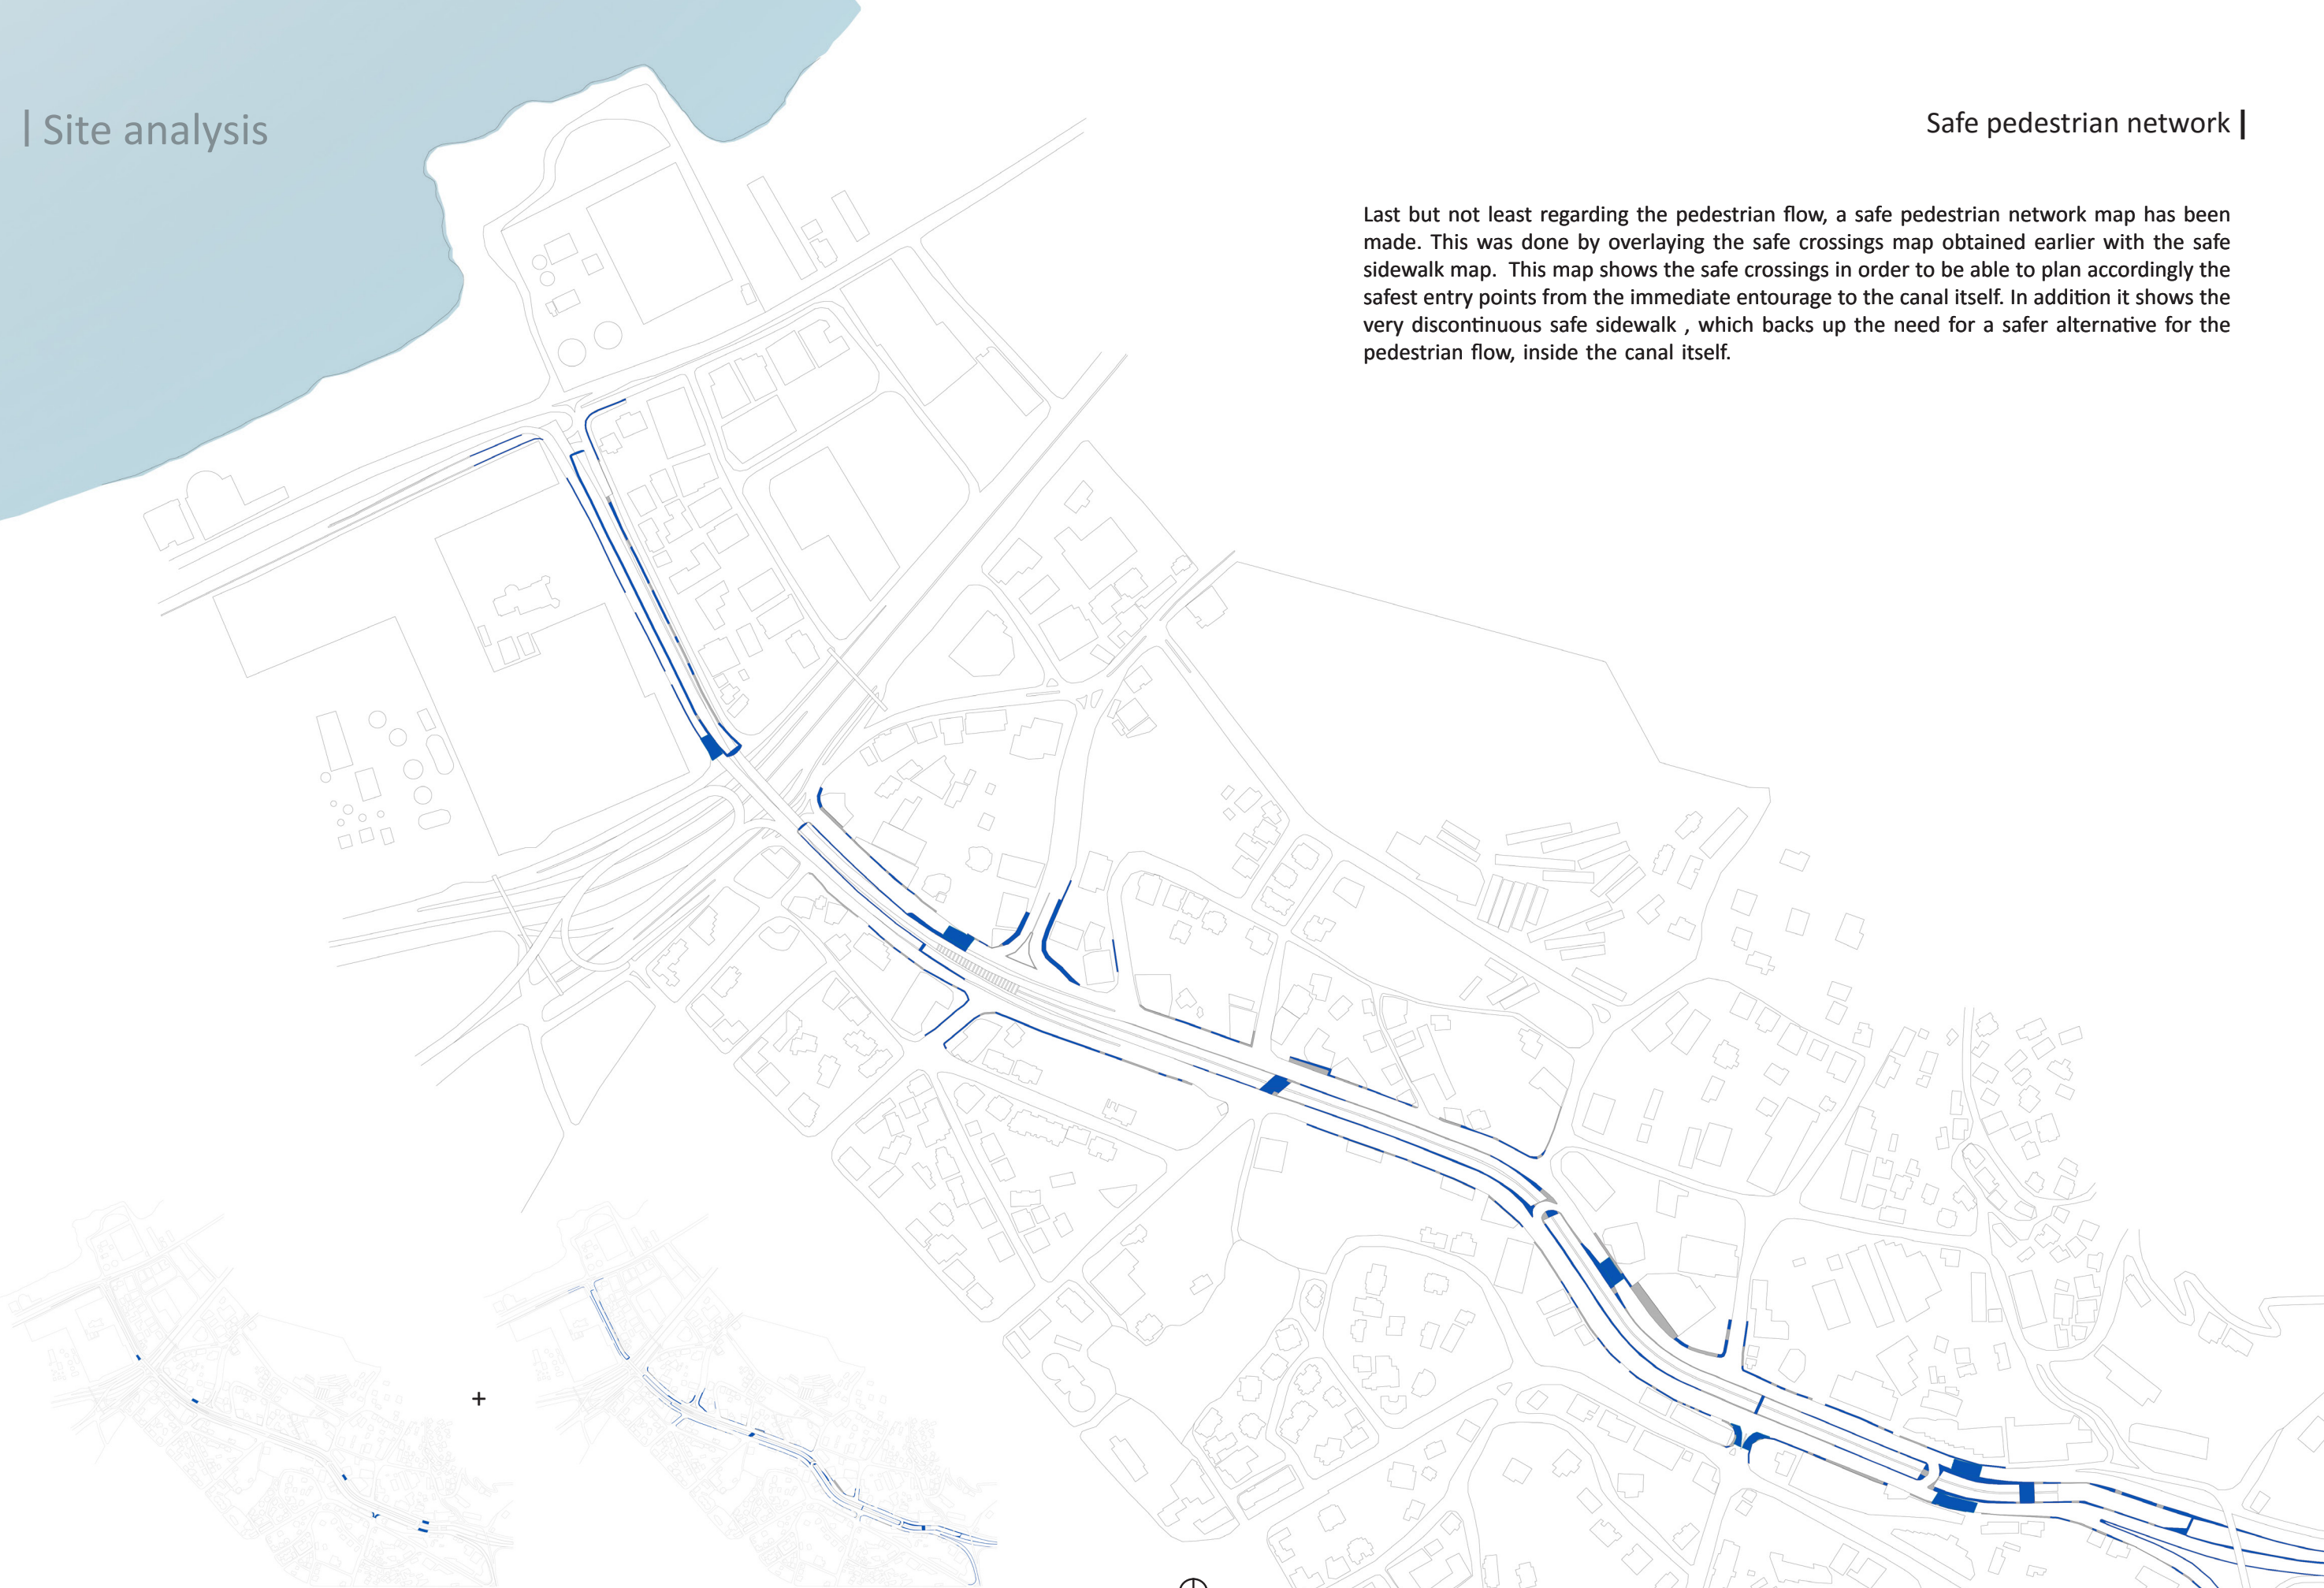 | Site analysis
Safe pedestrian network |
Last but not least regarding the pedestrian flow, a safe pedestrian network map has been
made. This was done by overlaying the safe crossings map obtained earlier with the safe
sidewalk map. This map shows the safe crossings in order to be able to plan accordingly the
safest entry points from the immediate entourage to the canal itself. In addition it shows the
very discontinuous safe sidewalk , which backs up the need for a safer alternative for the
pedestrian flow, inside the canal itself.
+